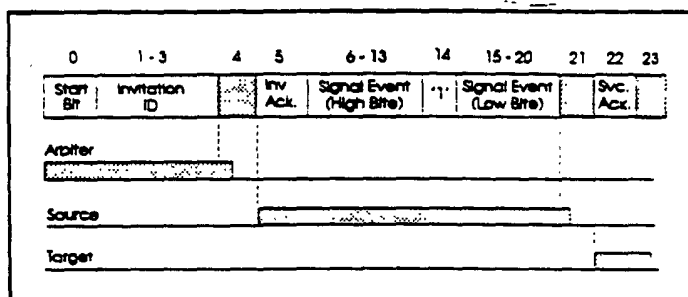 0 1 - 3 4 5 6 - 13 14 15 - 20 21 22 23
Start Invitation Inv Signal Event '1' Signal Event Svc.
Bit ID Ack. (High Bite) (Low Bite) Ack.
Arbiter
Source
Target